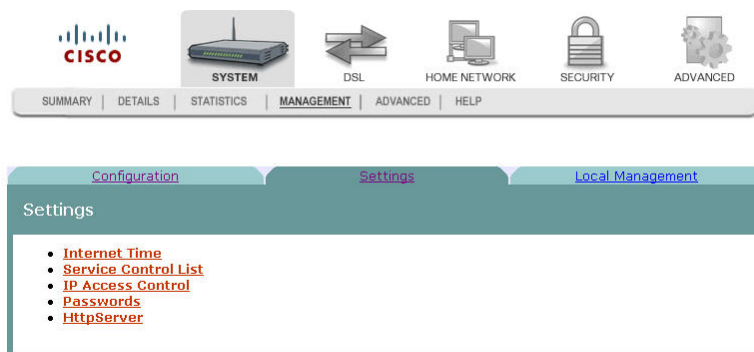 CISCO
SYSTEM DSL HOME NETWORK SECURITY ADVANCED
SUMMARY | DETAILS | STATISTICS | MANAGEMENT | ADVANCED | HELP
Configuration Settings Local Management
Settings
• Internet Time
• Service Control List
• IP Access Control
• Passwords
• HttpServer